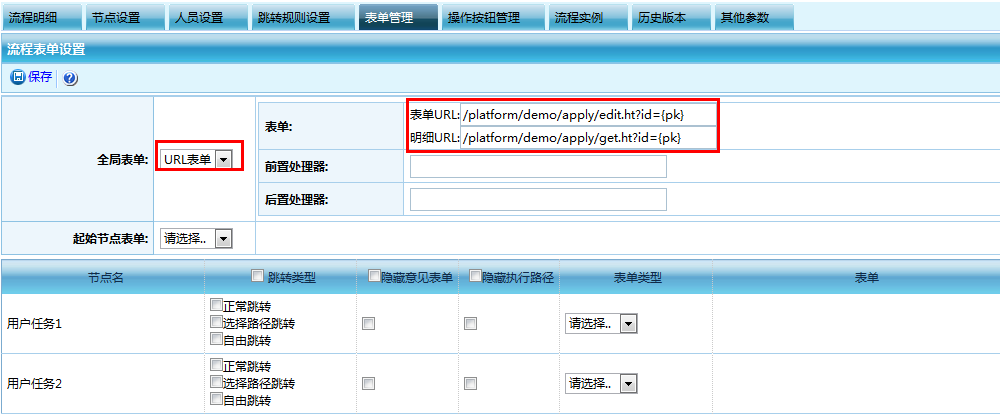 流程明细 节点设置 人员设置 跳转规则设置 表单管理 操作按钮管理 流程实例 历史版本 其他参数
流程表单设置
保存
全局表单: URL表单
表单: 表单URL: /platform/demo/apply/edit.ht?id={pk}
明细URL: /platform/demo/apply/get.ht?id={pk}
前置处理器:
后置处理器:
起始节点表单: 请选择..
节点名 跳转类型 隐藏意见表单 隐藏执行路径 表单类型 表单
用户任务1 正常跳转
选择路径跳转 请选择..
自由跳转
用户任务2 正常跳转
选择路径跳转 请选择..
自由跳转